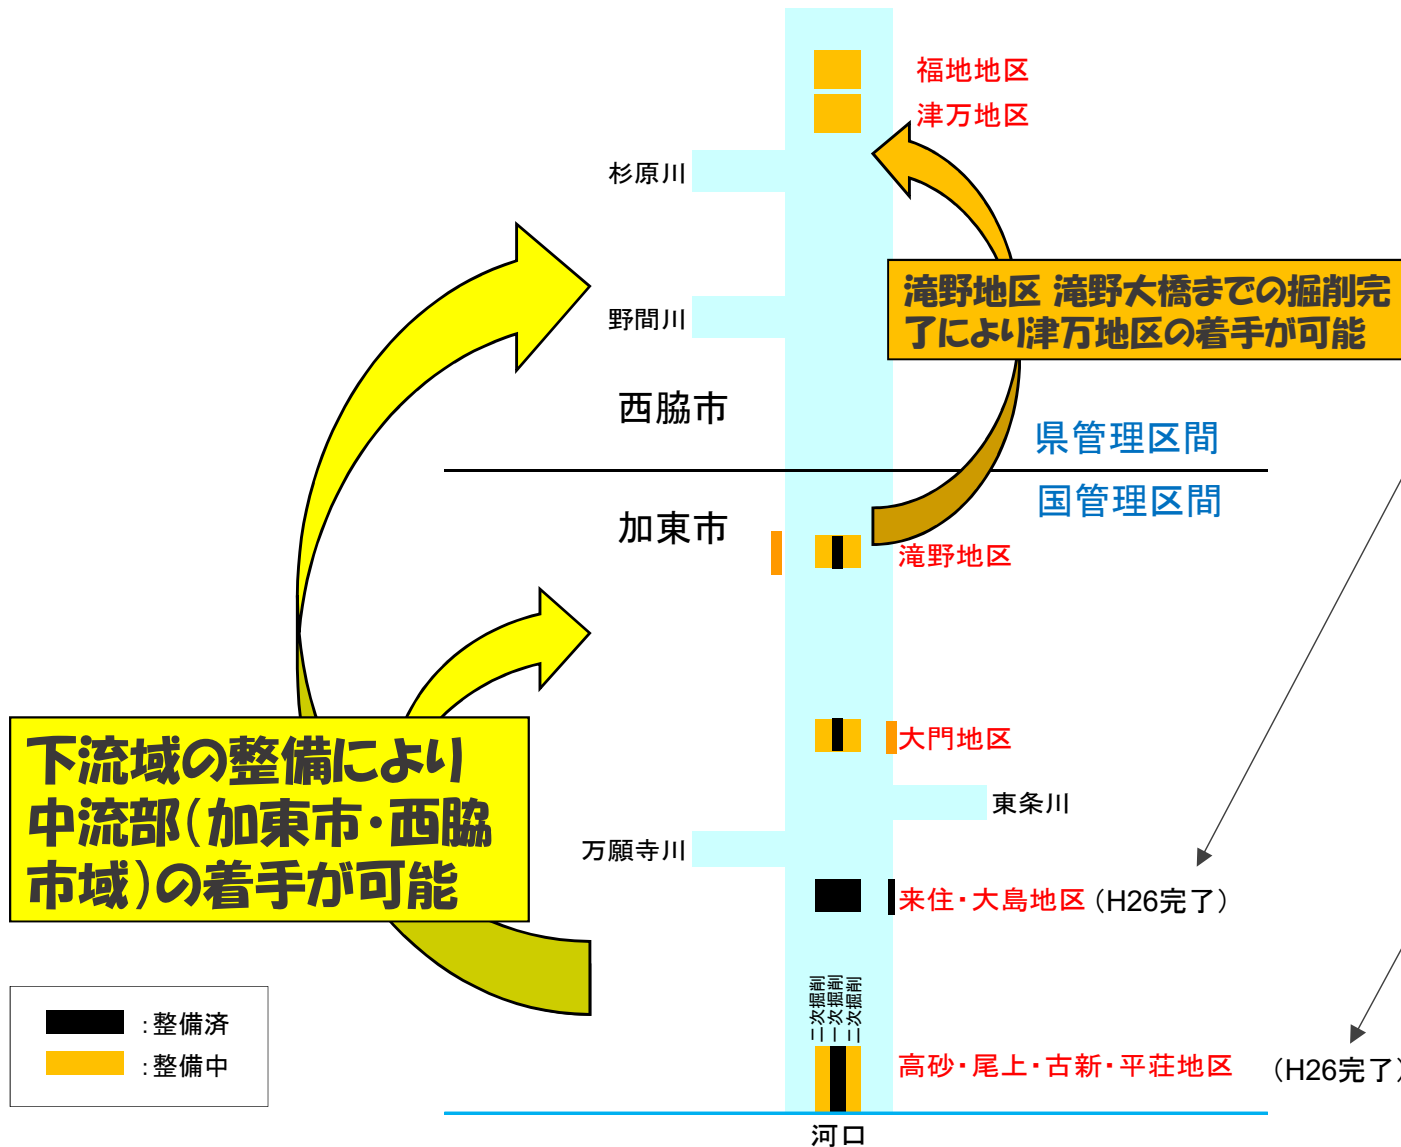 福地地区
津万地区
杉原川
滝野地区 滝野大橋までの掘削完
了により津万地区の着手が可能
野間川
西脇市
県管理区間
国管理区間
加東市
滝野地区
大門地区
下流域の整備により
中流部(加東市・西脇
市域)の着手が可能
東条川
万願寺川
来住・大島地区 (H26完了)
二次掘削
一次掘削
二次掘削
:整備済
:整備中
高砂・尾上・古新・平荘地区 (H26完了)
河口